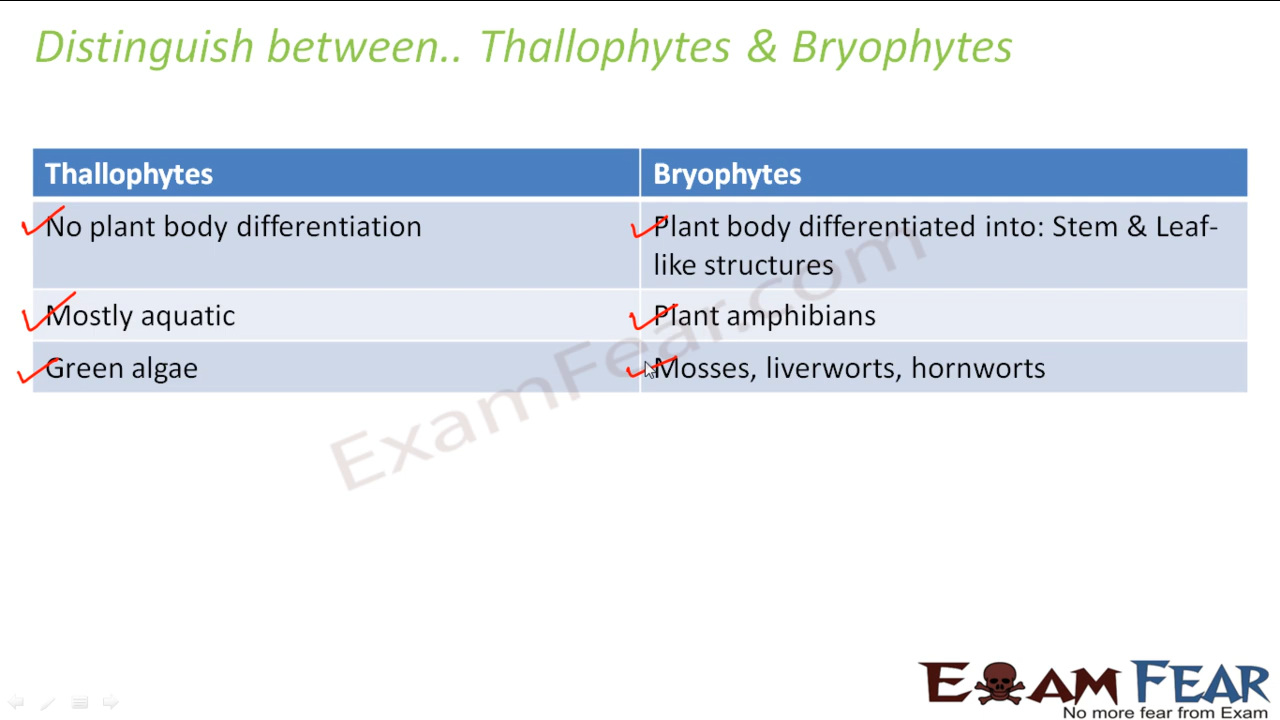 Distinguish between.. Thallophytes & Bryophytes
Thallophytes
Bryophytes
No plant body differentiation
Plant body differentiated into: Stem & Leaf-
like structures
Mostly aquatic
Plant amphibians
Green algae
Mosses, liverworts, hornworts
ExamFear.com
EXAM FEAR
No more fear from Exam